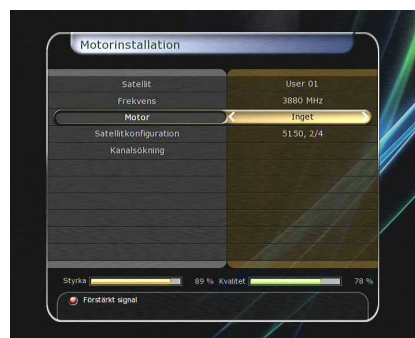 Motorinstallation
Satellit User 01
Frekvens 3880 MHz
Motor Inget
Satellitkonfiguration 5150, 2/4
Kanalsökning
Styrka 89 % Kvalitet 78 %
Förstärkt signal